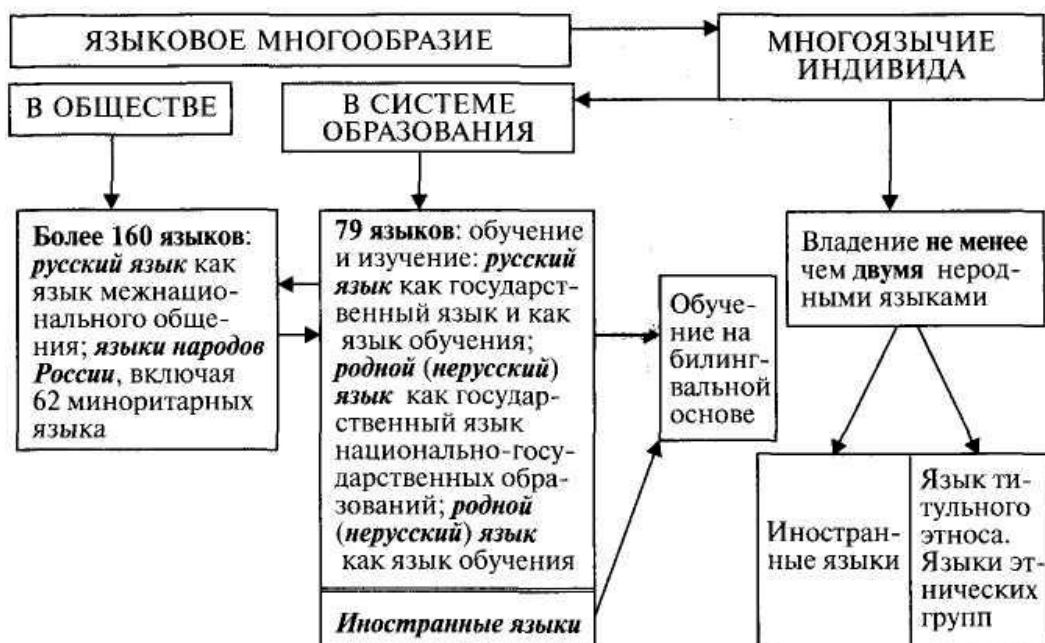 ЯЗЫКОВОЕ МНОГООБРАЗИЕ
МНОГОЯЗЫЧИЕ
ИНДИВИДА
В ОБЩЕСТВЕ
В СИСТЕМЕ
ОБРАЗОВАНИЯ
Более 160 языков:
русский язык как
язык межнацио-
нального обще-
ния; языки народов
России, включая
62 миноритарных
языка
79 языков: обучение
и изучение: русский
язык как государст-
венный язык и как
язык обучения;
родной (нерусский)
язык как государст-
венный язык
национально-госу-
дарственных обра-
зований; родной
(нерусский) язык
как язык обучения
Иностранные языки
Обуче-
ние на
билинг-
вальной
основе
Владение не менее
чем двумя нерод-
ными языками
Иностран-
ные языки
Язык ти-
тульного
этноса.
Языки эт-
нических
групп